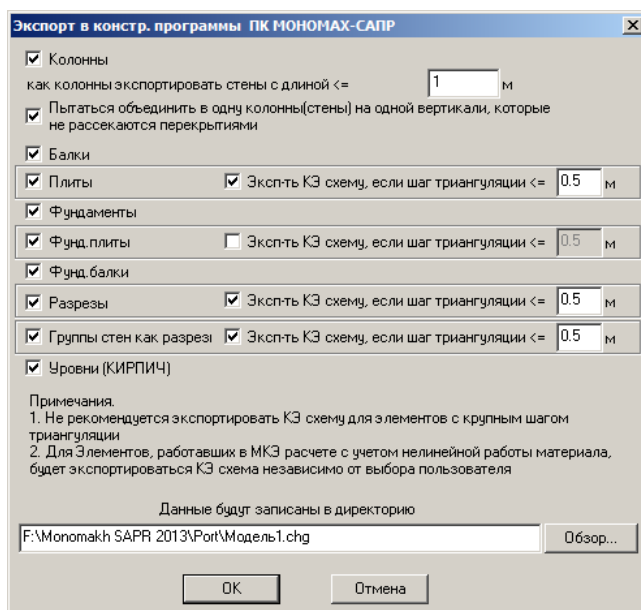 Экспорт в констр. программы ПК МОНОМАХ-САПР
Колонны
как колонны экспортировать стены с длиной <= 1 м
Пытаться объединить в одну колонны(стены) на одной вертикали, которые
не рассекаются перекрытиями
Балки
Плиты Эксп-ть КЭ схему, если шаг триангуляции <= 0.5 м
Фундаменты
Фунд.плиты Эксп-ть КЭ схему, если шаг триангуляции <= 0.5 м
Фунд.балки
Разрезы Эксп-ть КЭ схему, если шаг триангуляции <= 0.5 м
Группы стен как разрезы Эксп-ть КЭ схему, если шаг триангуляции <= 0.5 м
Уровни (КИРПИЧ)
Примечания.
1. Не рекомендуется экспортировать КЭ схему для элементов с крупным шагом
триангуляции
2. Для Элементов, работавших в МКЭ расчете с учетом нелинейной работы материала,
будет экспортироваться КЭ схема независимо от выбора пользователя
Данные будут записаны в директорию
F:\Monomakh SAPR 2013\Port\Модель1.chg Обзор...
OK Отмена